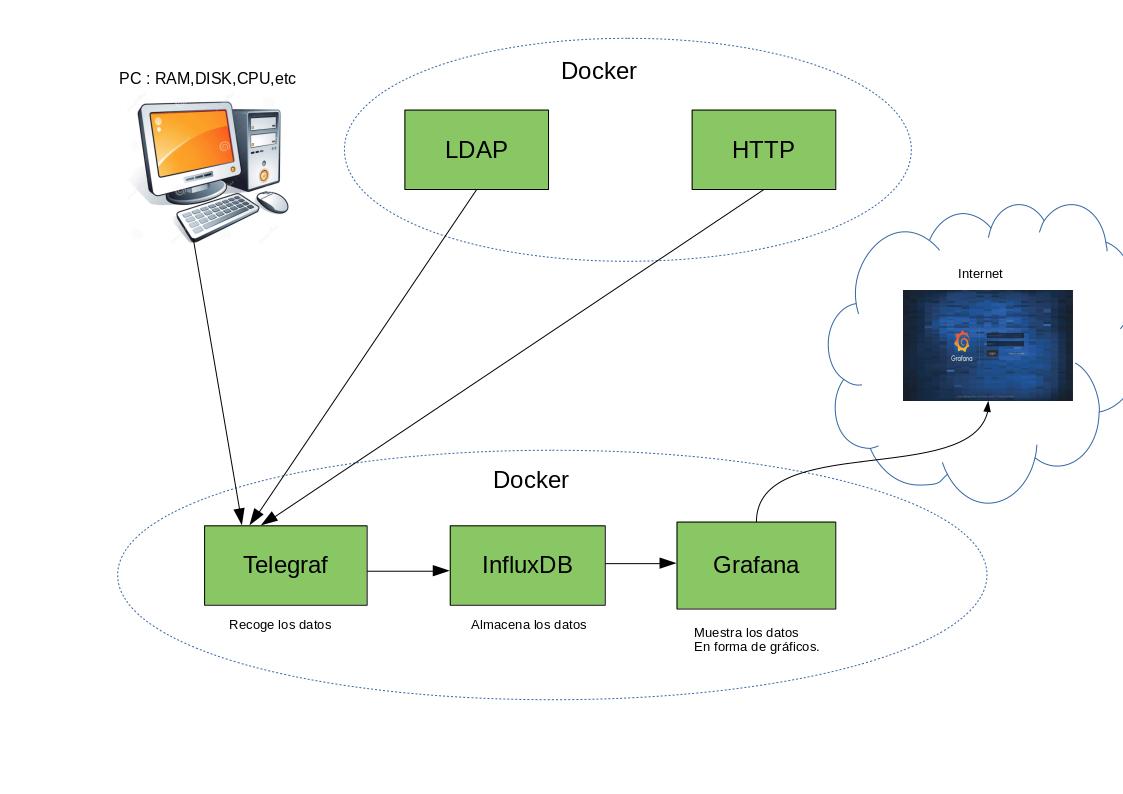 PC : RAM,DISK,CPU,etc
Docker
LDAP
HTTP
Internet
Grafana
Docker
Telegraf
InfluxDB
Grafana
Recoge los datos
Almacena los datos
Muestra los datos
En forma de gráficos.